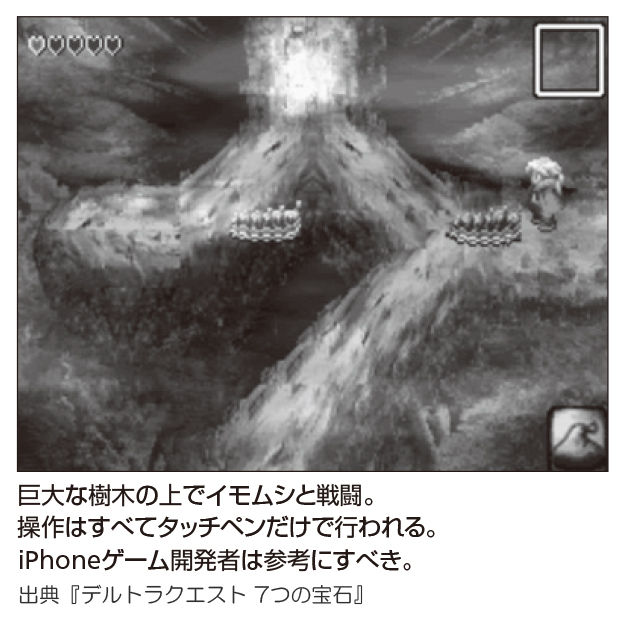 巨大な樹木の上でイモムシと戦闘。
操作はすべてタッチペンだけで行われる。
iPhoneゲーム開発者は参考にすべき。
出典『デルトラクエスト 7つの宝石』